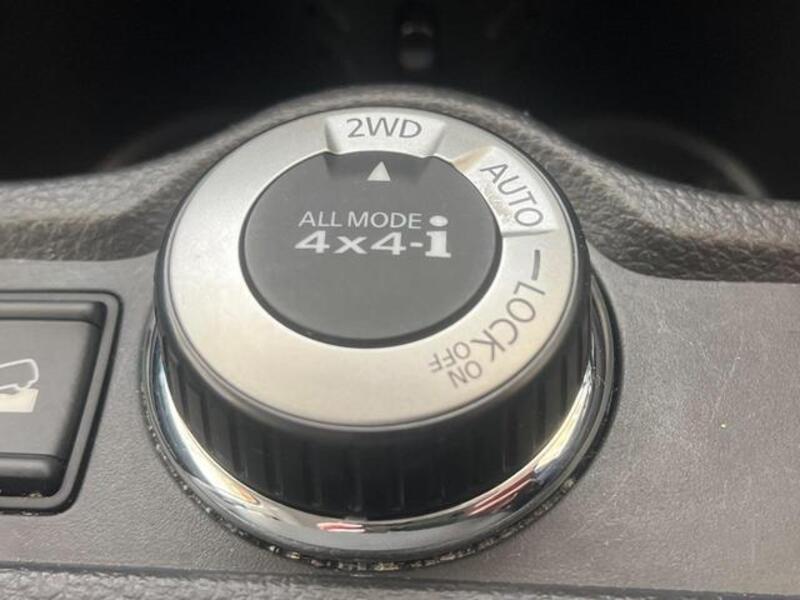 2WD
AUTO
ALL MODE
4x4-i
LOCK
ON
OFF